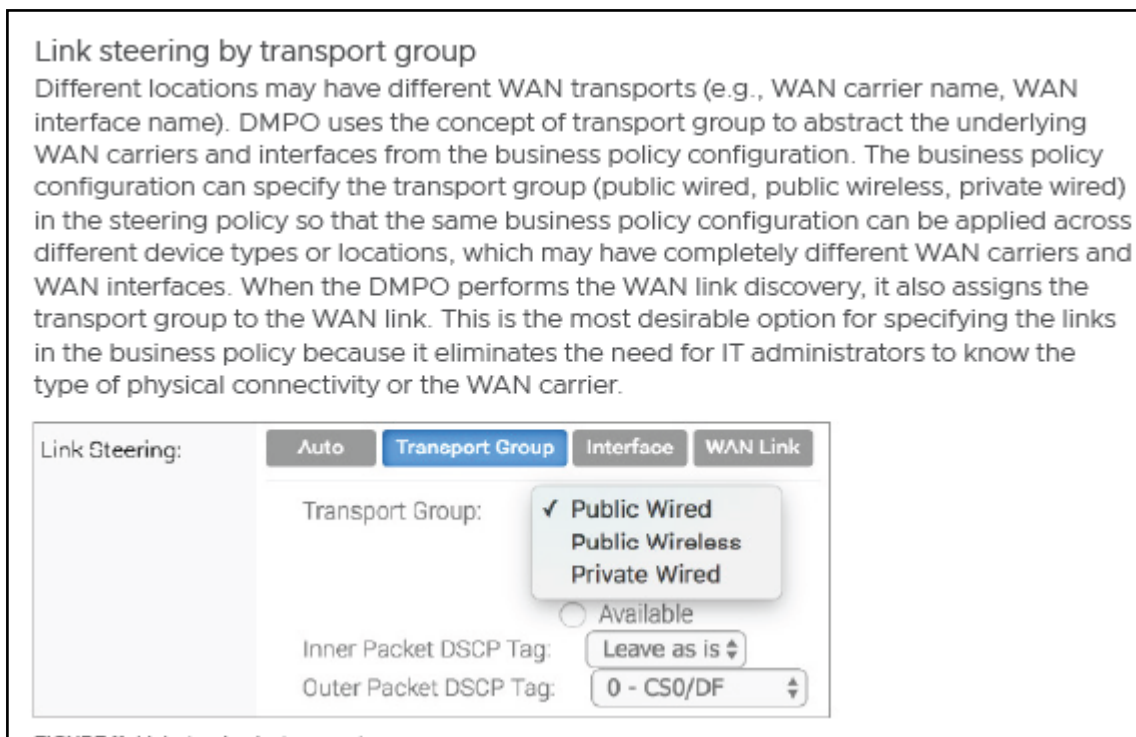 Link steering by transport group
Different locations may have different WAN transports (e.g., WAN carrier name, WAN
interface name). DMPO uses the concept of transport group to abstract the underlying
WAN carriers and interfaces from the business policy configuration. The business policy
configuration can specify the transport group (public wired, public wireless, private wired)
in the steering policy so that the same business policy configuration can be applied across
different device types or locations, which may have completely different WAN carriers and
WAN interfaces. When the DMPO performs the WAN link discovery, it also assigns the
transport group to the WAN link. This is the most desirable option for specifying the links
in the business policy because it eliminates the need for IT administrators to know the
type of physical connectivity or the WAN carrier.
Link Steering: Auto Transport Group Interface WAN Link
Transport Group: ✓ Public Wired
Public Wireless
Private Wired
Available
Inner Packet DSCP Tag: Leave as is
Outer Packet DSCP Tag: 0 - CS0/DF